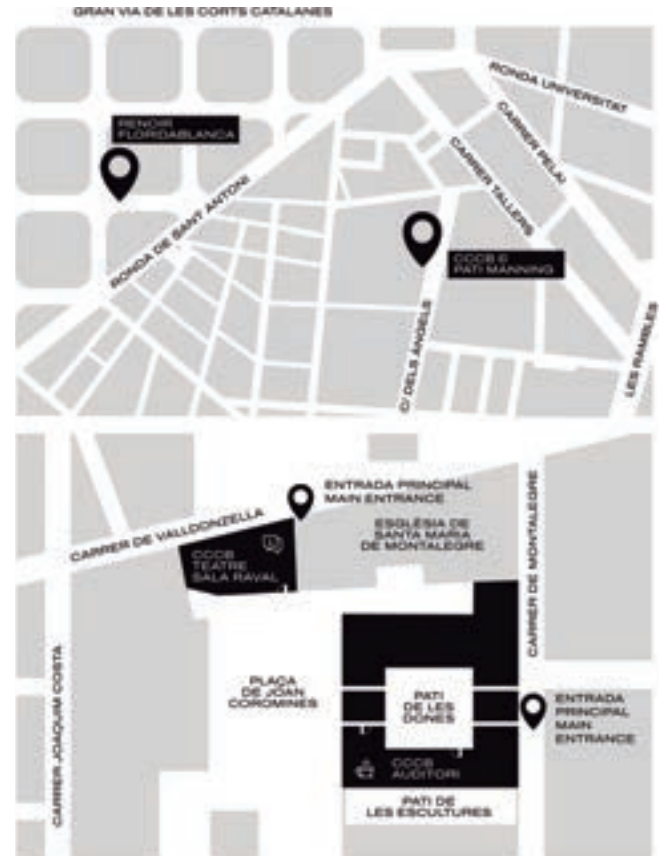 GRAN VIA DE LES CORTS CATALANES
RONDA UNIVERSITAT
CARRER PELAI
RENOIR
FLORIDABLANCA
CARRER TALLERS
RONDA DE SANT ANTONI
CCCB &
PATI MANNING
LES RAMBLES
C/ DELS ÀNGELS
ENTRADA PRINCIPAL
MAIN ENTRANCE
CARRER DE VALLDONZELLA
ESGLÉSIA DE
SANTA MARIA
DE MONTALEGRE
CCCB
TEATRE
SALA RAVAL
CARRER DE MONTALEGRE
CARRER JOAQUIM COSTA
PLAÇA
DE JOAN
COROMINES
PATI
DE LES
DONES
ENTRADA
PRINCIPAL
MAIN
ENTRANCE
CCCB
AUDITORI
PATI DE
LES ESCULTURES